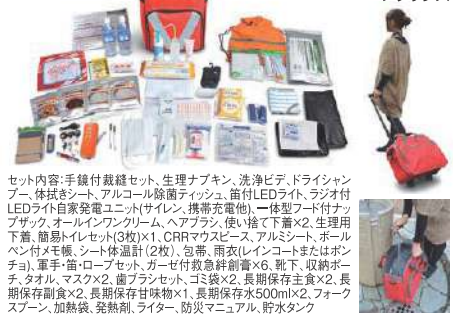 セット内容:手鏡付裁縫セット、生理ナプキン、洗浄ビデ、ドライシャン
プー、体拭きシート、アルコール除菌ティッシュ、笛付LEDライト、ラジオ付
LEDライト自家発電ユニット(サイレン、携帯充電他)、一体型フード付ナッ
プザック、オールインワンクリーム、ヘアブラシ、使い捨て下着×2、生理用
下着、簡易トイレセット(3枚)×1、CRRマウスピース、アルミシート、ボール
ペン付メモ帳、シート体温計(2枚)、包帯、雨衣(レインコートまたはポン
チョ)、軍手・笛・ロープセット、ガーゼ付救急絆創膏×6、靴下、収納ポー
チ、タオル、マスク×2、歯ブラシセット、ゴミ袋×2、長期保存主食×2、長
期保存副食×2、長期保存甘味物×1、長期保存水500ml×2、フォーク
スプーン、加熱袋、発熱剤、ライター、防災マニュアル、貯水タンク